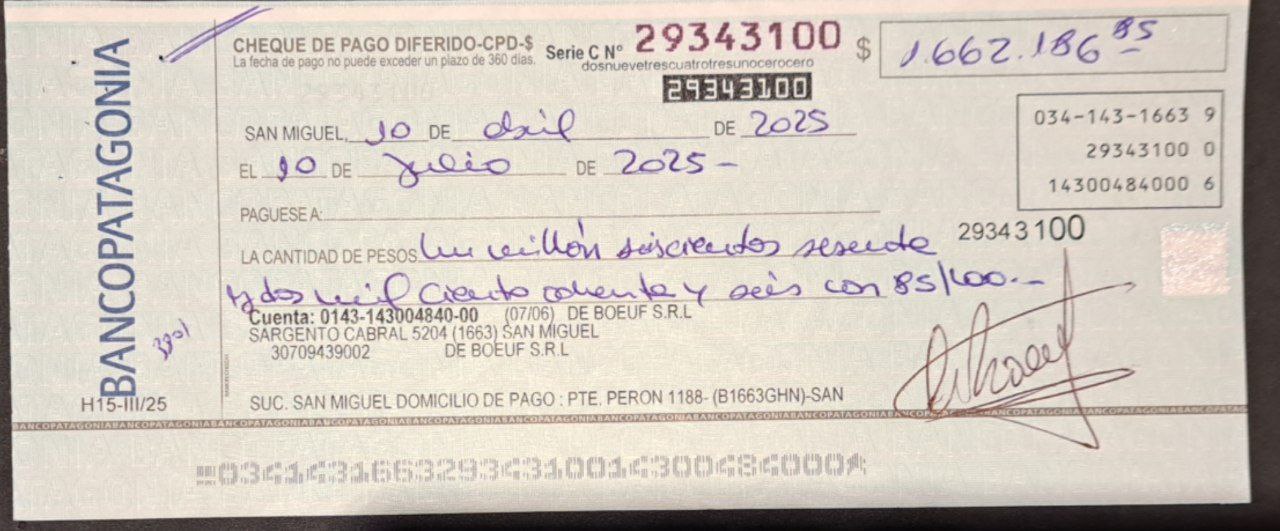 BANCOPATAGONIA
CHEQUE DE PAGO DIFERIDO-CPD-$ Serie C Nº 29343100 $ 1.662.186 85
La fecha de pago no puede exceder un plazo de 360 días. dosnuevetrescuatrotresunocerocero
29343100
SAN MIGUEL, 10 DE abril DE 2025
EL 10 DE julio DE 2025 -
034-143-1663 9
29343100 0
14300484000 6
PAGUESE A:
29343100
LA CANTIDAD DE PESOS Un millón seiscientos sesenta
y dos mil ciento ochenta y seis con 85/100.-
Cuenta: 0143-143004840-00 (07/06) DE BOEUF S.R.L
SARGENTO CABRAL 5204 (1663) SAN MIGUEL
30709439002 DE BOEUF S.R.L
3301
H15-III/25
SUC. SAN MIGUEL DOMICILIO DE PAGO : PTE. PERON 1188- (B1663GHN)-SAN
BANCOPATAGONIABANCOPATAGONIABANCOPATAGONIABANCOPATAGONIABANCOPATAGONIA
03414316632934310014300484000